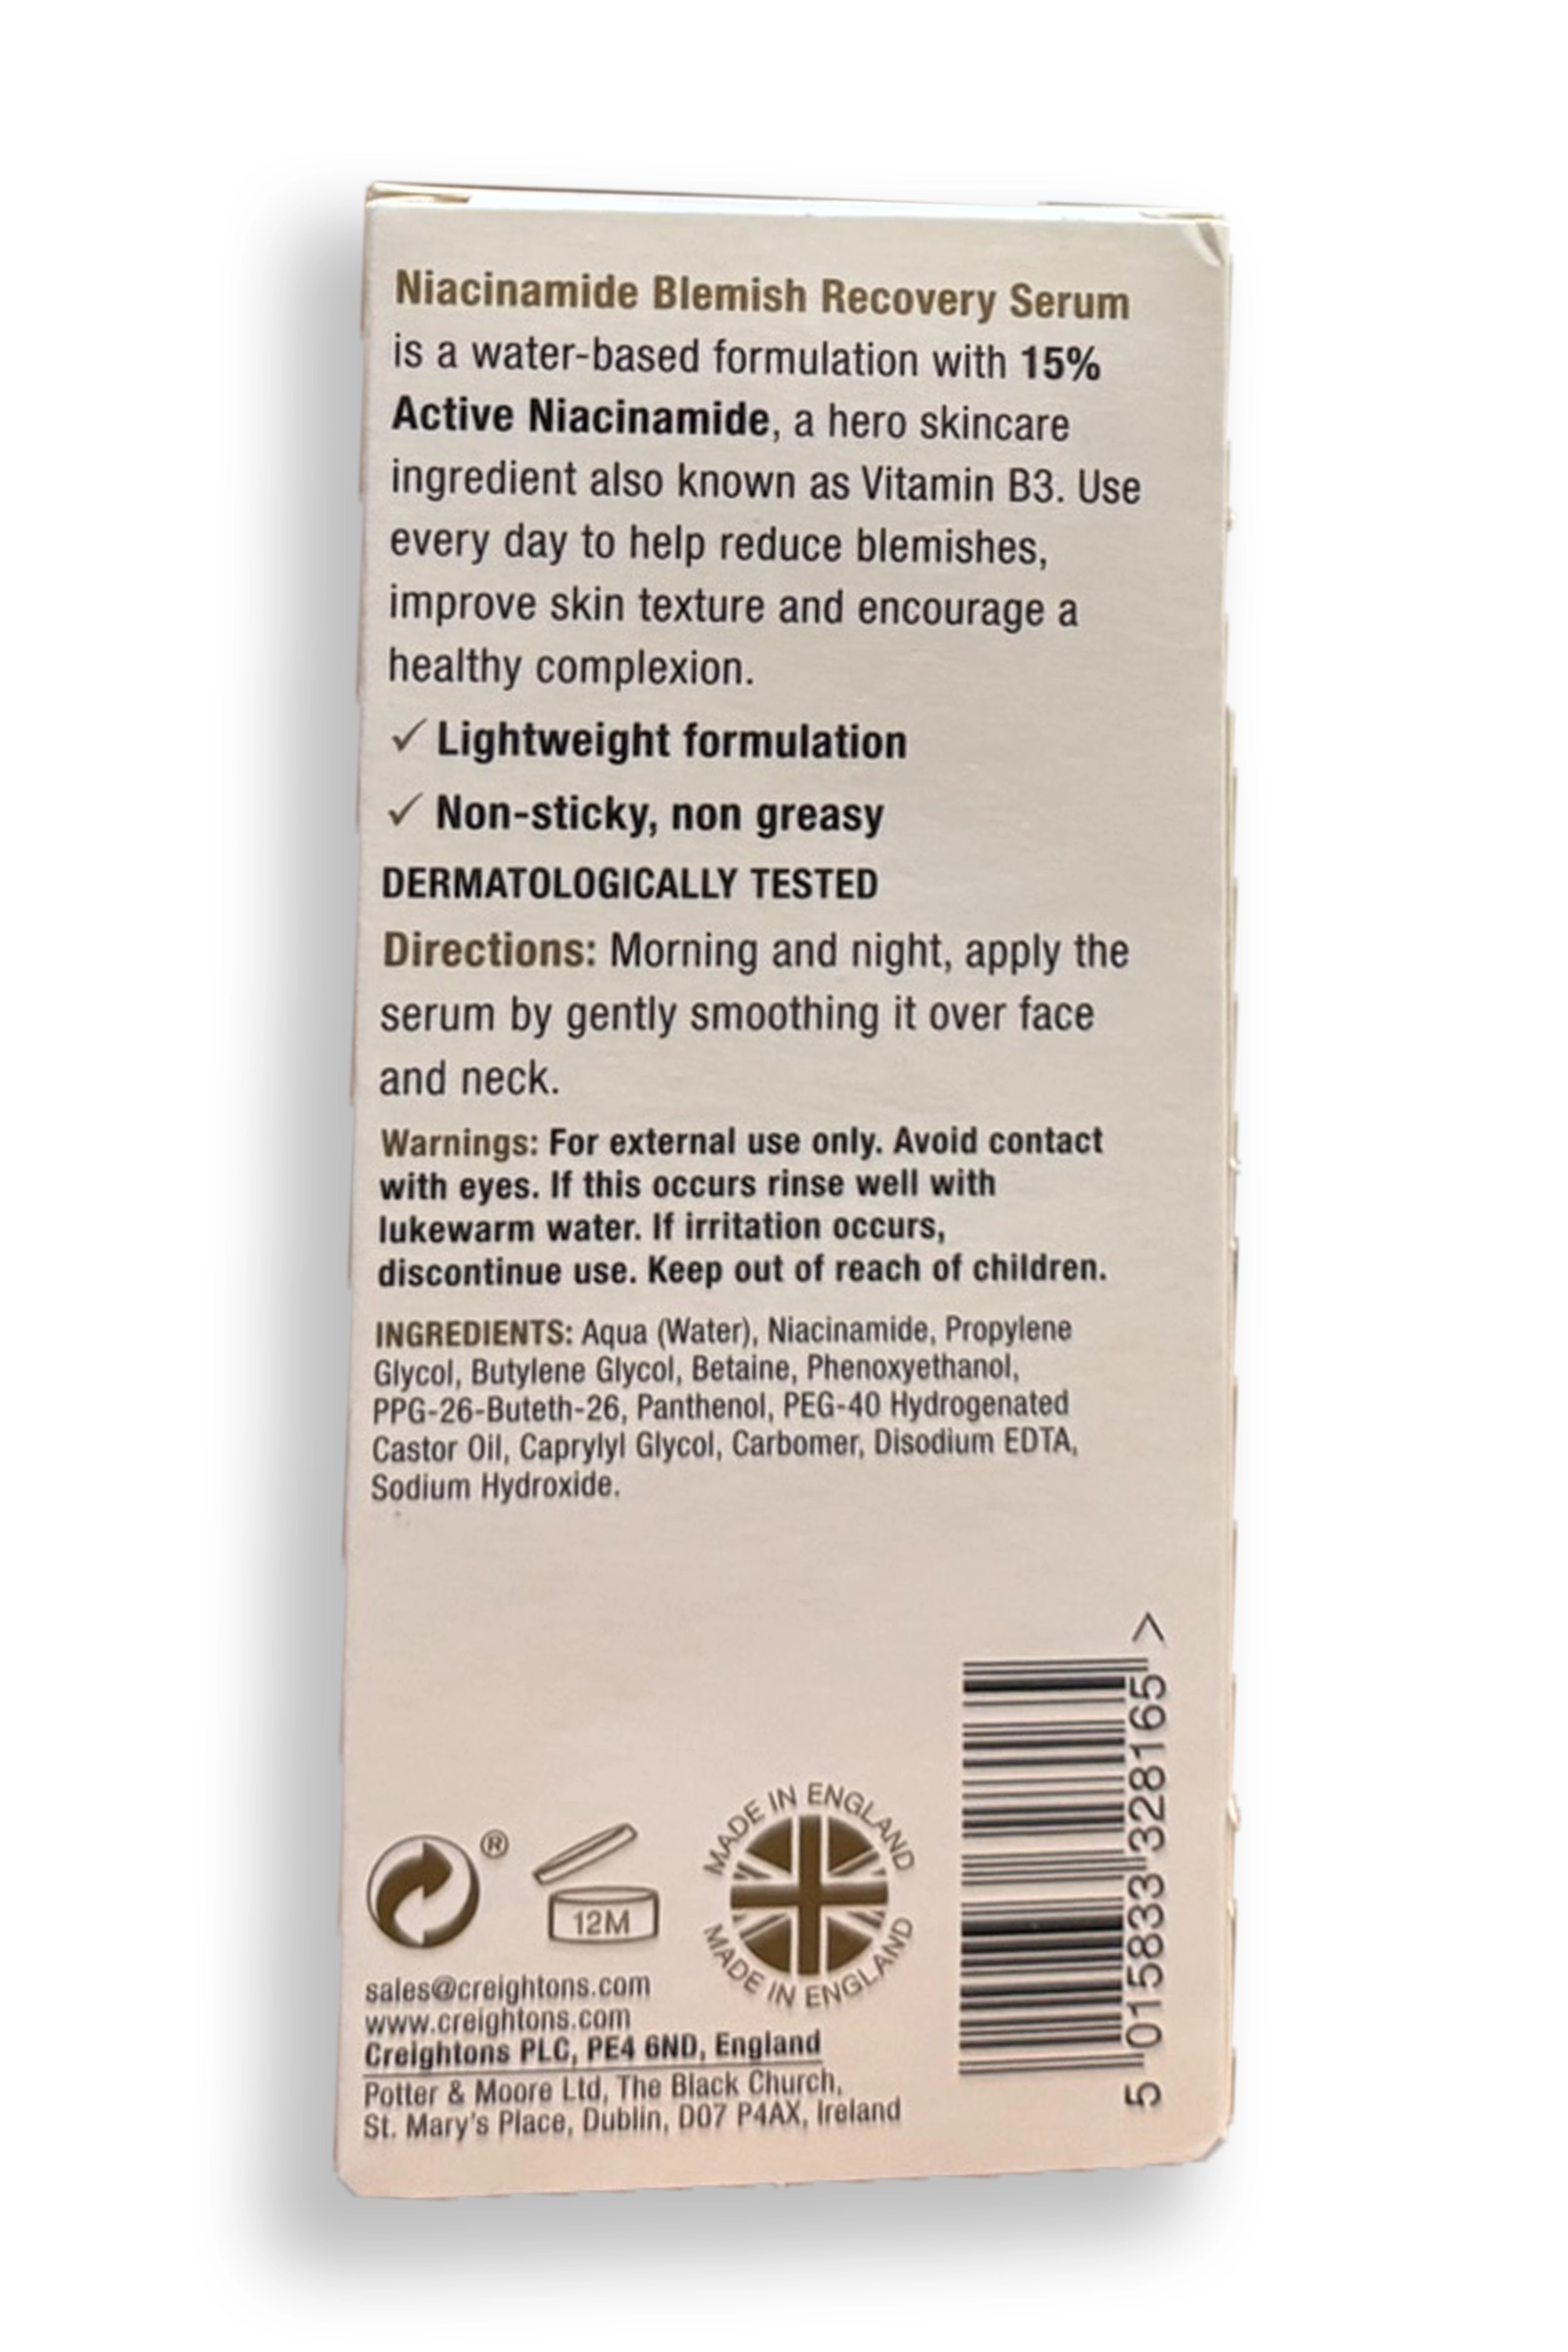 Niacinamide Blemish Recovery Serum
is a water-based formulation with 15%
Active Niacinamide, a hero skincare
ingredient also known as Vitamin B3. Use
every day to help reduce blemishes,
improve skin texture and encourage a
healthy complexion.
✓ Lightweight formulation
✓ Non-sticky, non greasy
DERMATOLOGICALLY TESTED
Directions: Morning and night, apply the
serum by gently smoothing it over face
and neck.
Warnings: For external use only. Avoid contact
with eyes. If this occurs rinse well with
lukewarm water. If irritation occurs,
discontinue use. Keep out of reach of children.
INGREDIENTS: Aqua (Water), Niacinamide, Propylene
Glycol, Butylene Glycol, Betaine, Phenoxyethanol,
PPG-26-Buteth-26, Panthenol, PEG-40 Hydrogenated
Castor Oil, Caprylyl Glycol, Carbomer, Disodium EDTA,
Sodium Hydroxide.
®
12M
MADE IN ENGLAND
MADE IN ENGLAND
sales@creightons.com
www.creightons.com
Creightons PLC, PE4 6ND, England
Potter & Moore Ltd, The Black Church,
St. Mary's Place, Dublin, D07 P4AX, Ireland
5 015833 328165 >